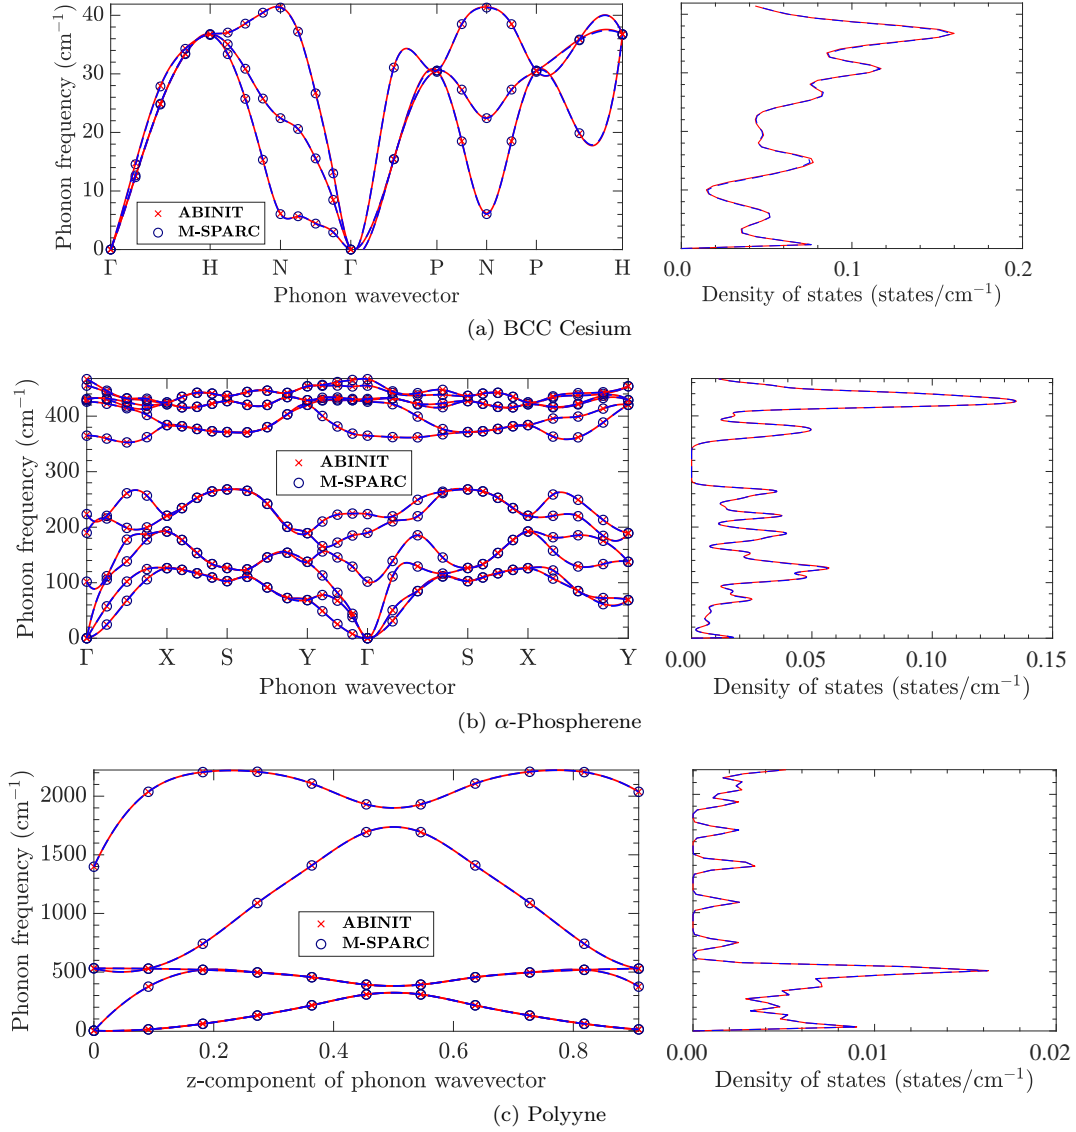 Phonon frequency (cm−1)
40
30
20
10
0
ABINIT
M-SPARC
Γ H N Γ P N P H
Phonon wavevector
0.0 0.1 0.2
Density of states (states/cm−1)
(a) BCC Cesium
Phonon frequency (cm−1)
400
300
200
100
0
ABINIT
M-SPARC
Γ X S Y Γ S X Y
Phonon wavevector
0.00 0.05 0.10 0.15
Density of states (states/cm−1)
(b) α-Phospherene
Phonon frequency (cm−1)
2000
1500
1000
500
0
ABINIT
M-SPARC
0 0.2 0.4 0.6 0.8
z-component of phonon wavevector
0.00 0.01 0.02
Density of states (states/cm−1)
(c) Polyyne